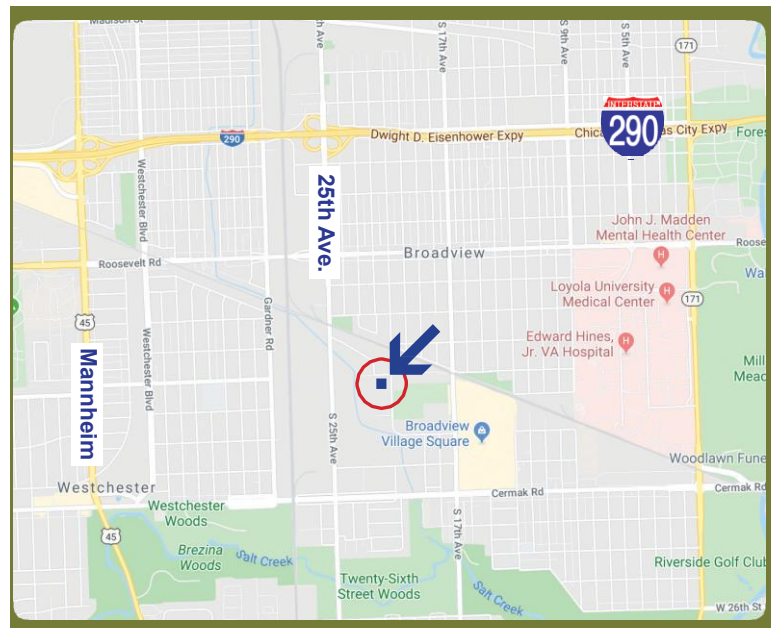 Madison St
S 17th Ave
S 9th Ave
S 5th Ave
171
INTERSTATE
290
290
Dwight D. Eisenhower Expy
Chica
as City Expy
Fores
Westchester Blvd
25th Ave.
John J. Madden
Mental Health Center
Broadview
Roosevelt Rd
Roose
Wa
Loyola University
Medical Center
171
H
H
H
Gardner Rd
45
Westchester Blvd
Mannheim
Edward Hines,
Jr. VA Hospital
Mill
Meado
S 25th Ave
Broadview
Village Square
Woodlawn Fune
Westchester
Cermak Rd
Cermak Rd
Westchester
Woods
S 17th Ave
45
Brezina
Woods
Salt Creek
Riverside Golf Club
Twenty-Sixth
Street Woods
Salt Creek
W 26th St